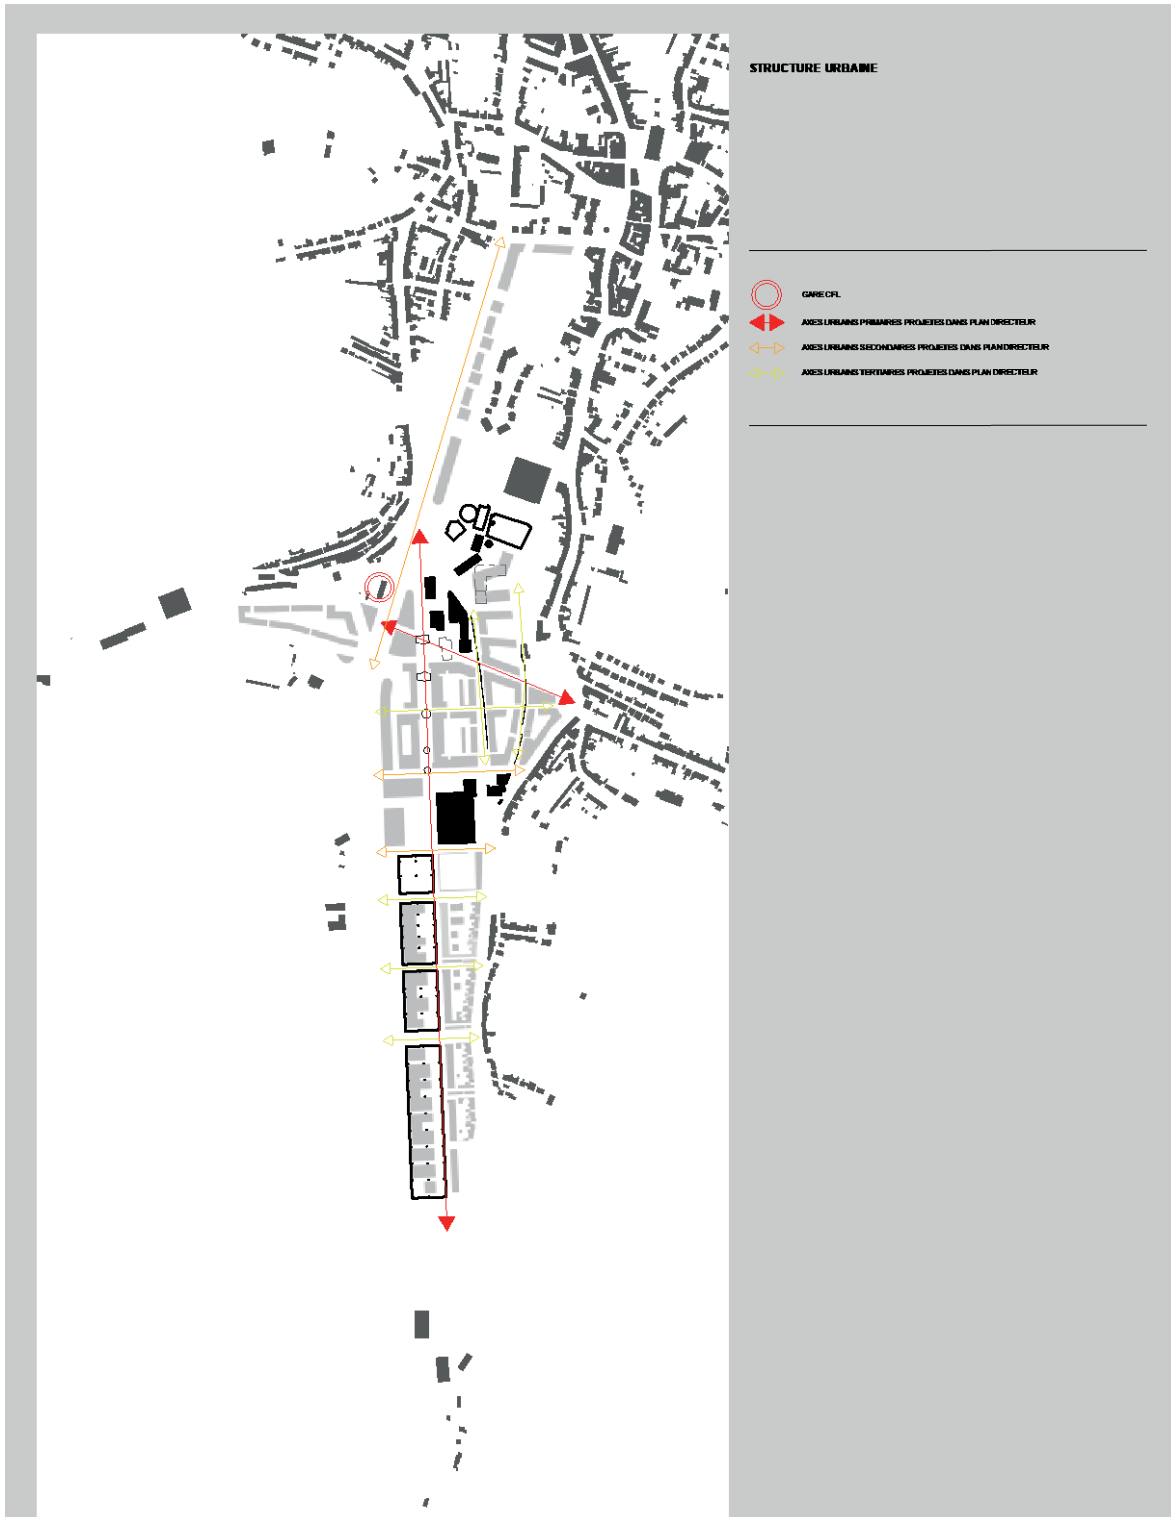 STRUCTURE URBAINE
GARE CFL
AXES URBAINS PRIMAIRES PROJETES DANS PLAN DIRECTEUR
AXES URBAINS SECONDAIRES PROJETES DANS PLAN DIRECTEUR
AXES URBAINS TERTIAIRES PROJETES DANS PLAN DIRECTEUR